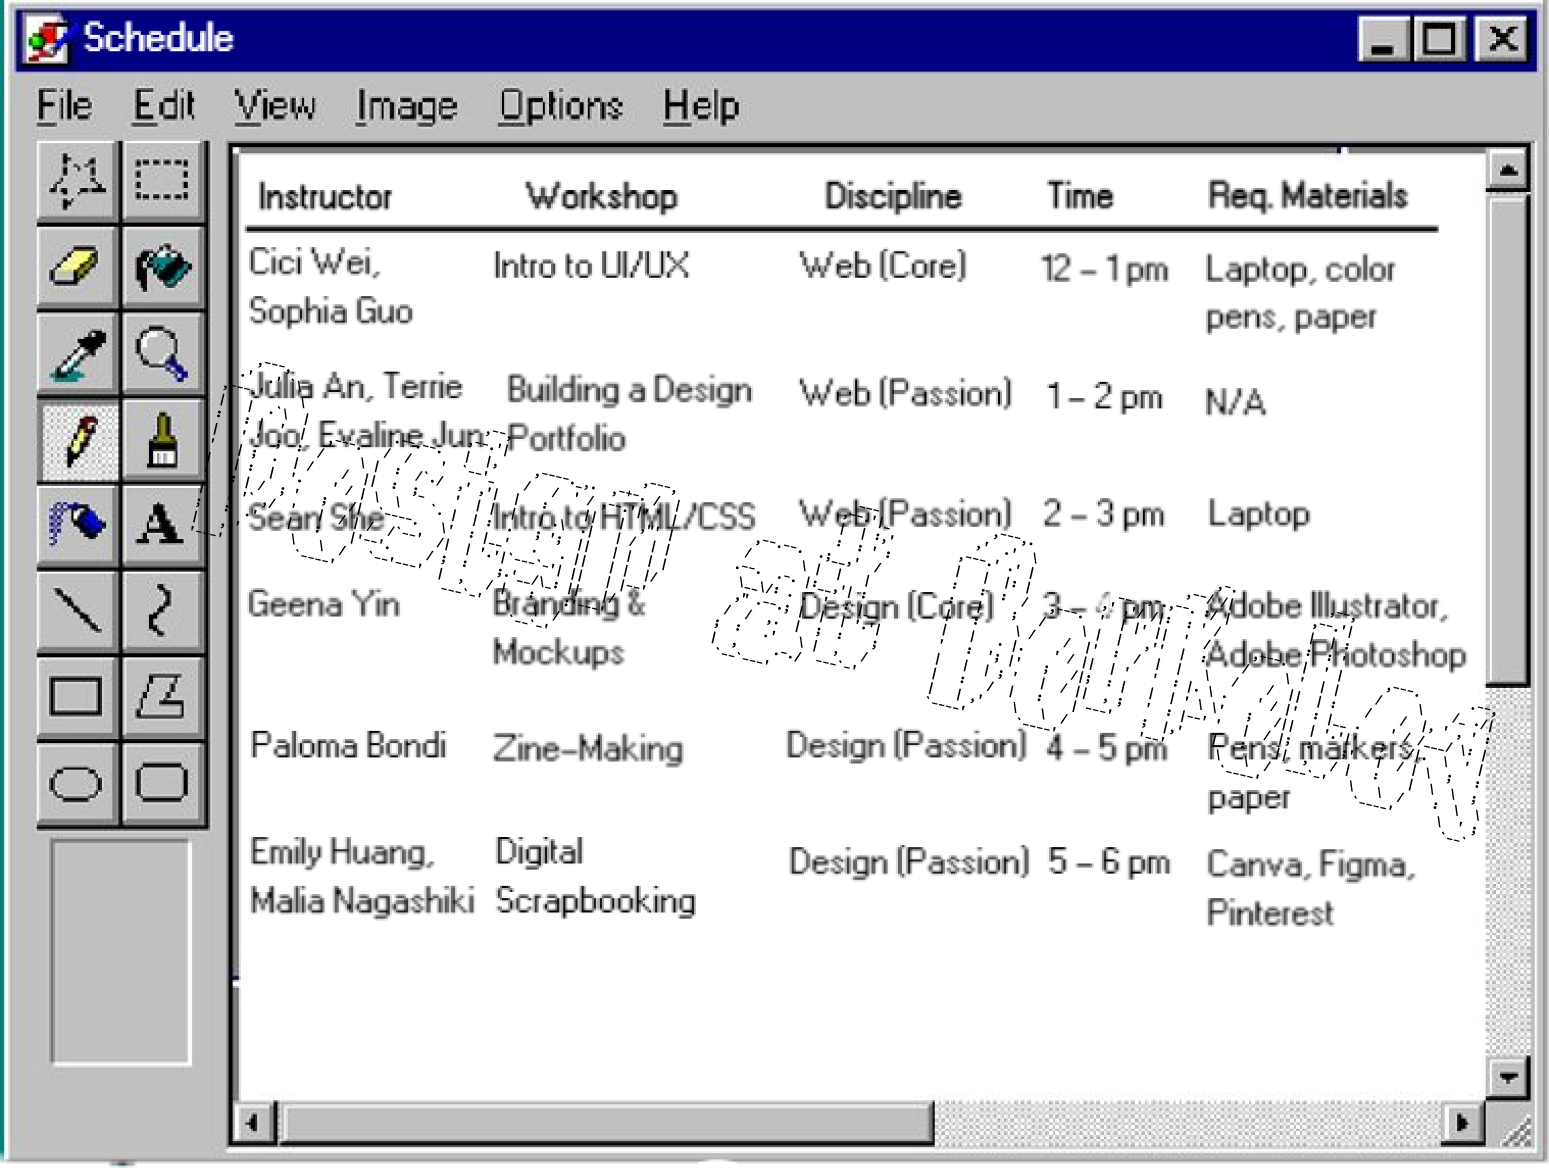 Schedule
File Edit View Image Options Help
Instructor Workshop Discipline Time Req. Materials
Cici Wei, Intro to UI/UX Web (Core) 12 – 1 pm Laptop, color
Sophia Guo pens, paper
Julia An, Terrie Building a Design Web (Passion) 1 – 2 pm N/A
Joo, Evaline Jun Portfolio
Sean She Intro to HTML/CSS Web (Passion) 2 – 3 pm Laptop
Geena Yin Branding & Design (Core) 3 – 4 pm Adobe Illustrator,
Mockups Adobe Photoshop
Paloma Bondi Zine-Making Design (Passion) 4 – 5 pm Pens, markers,
paper
Emily Huang, Digital Design (Passion) 5 – 6 pm Canva, Figma,
Malia Nagashiki Scrapbooking Pinterest
A
Design at Berkeley